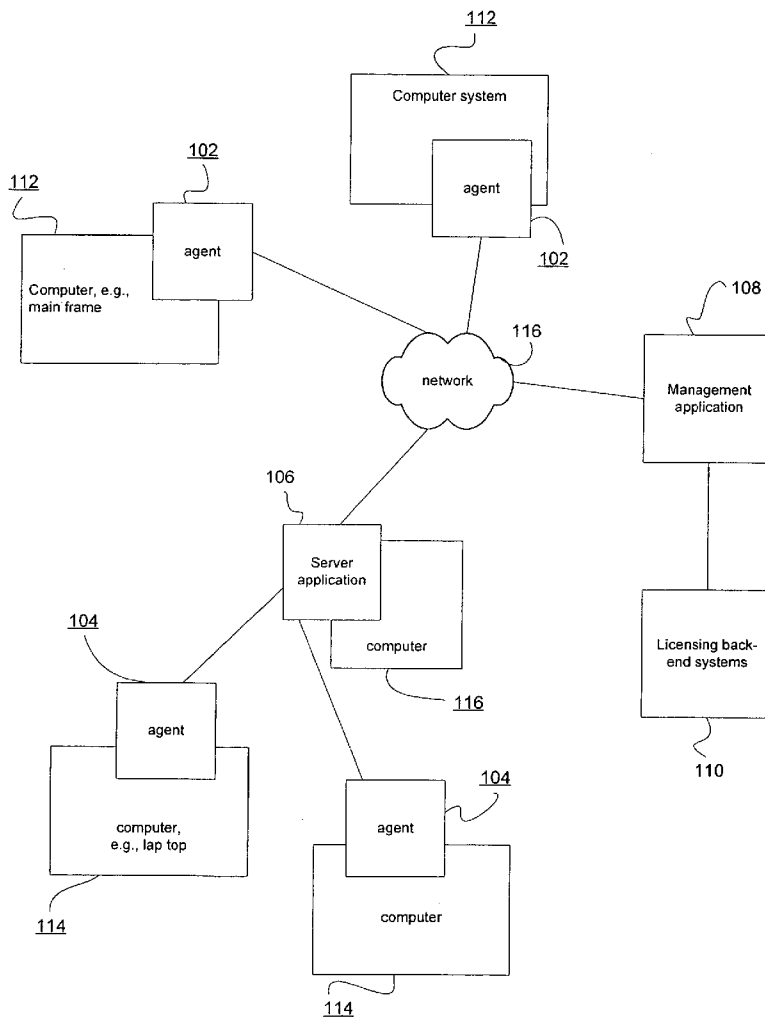 112
Computer system
102
agent
112
agent
102
Computer, e.g.,
main frame
108
116
network
Management
application
106
Server
application
104
computer
Licensing back-
end systems
116
agent
110
104
agent
computer,
e.g., lap top
computer
114
114